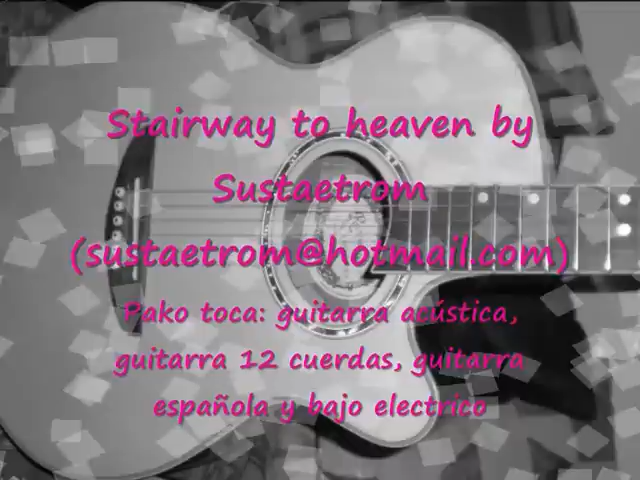 Stairway to heaven by
Sustaetrom
(sustaetrom@hotmail.com)
Pako toca: guitarra acústica,
guitarra 12 cuerdas, guitarra
española y bajo electrico